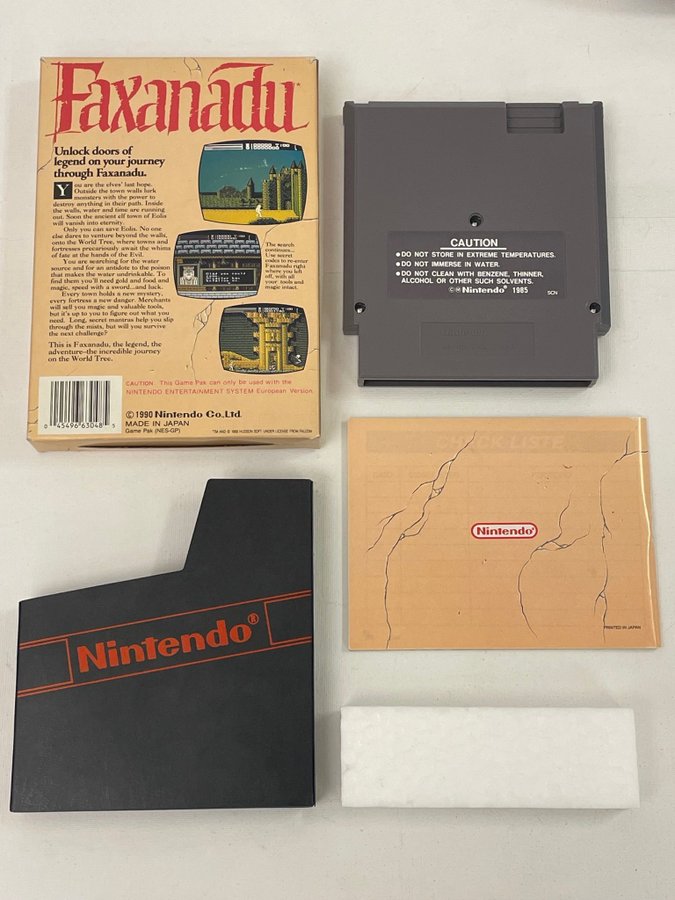 Faxanadu
Unlock doors of
legend on your journey
through Faxanadu.
You are the elves' last hope.
Outside the town walls lurk
monsters with the power to
destroy anything in their path. Inside
the walls, water and time are running
out. Soon the ancient elf town of Eolis
will vanish into eternity.
Only you can save Eolis. No one
else dares to venture beyond the walls,
onto the World Tree, where towns and
fortresses precariously await the whims
of fate at the hands of the Evil.
You are searching for the water
source and for an antidote to the poison
that makes the water undrinkable. To
find them you'll need gold and food and
magic, speed with a sword...and luck.
Every town holds a new mystery,
every fortress a new danger. Merchants
will sell you magic and valuable tools,
but it's up to you to figure out what you
need. Long, secret mantras help you slip
through the mists, but will you survive
the next challenge?
This is Faxanadu, the legend, the
adventure–the incredible journey
on the World Tree.
The search
continues...
Use secret
codes to re-enter
Faxanadu right
where you left
off, with all
your tools and
magic intact.
0 45496 63048 5
CAUTION: This Game Pak can only be used with the
NINTENDO ENTERTAINMENT SYSTEM European Version.
©1990 Nintendo Co.,Ltd.
MADE IN JAPAN
Game Pak (NES-GP)
TM AND © 1988 HUDSON SOFT UNDER LICENSE FROM FALCOM
CAUTION
●DO NOT STORE IN EXTREME TEMPERATURES.
●DO NOT IMMERSE IN WATER.
●DO NOT CLEAN WITH BENZENE, THINNER,
ALCOHOL OR OTHER SUCH SOLVENTS.
©Nintendo 1985
SCN
Nintendo®
PRINTED IN JAPAN
Nintendo®